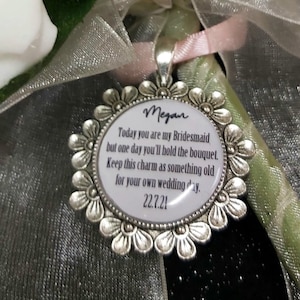 Megan
Today you are my Bridesmaid
but one day you'll hold the bouquet.
Keep this charm as something old
for your own wedding day.
22.7.21